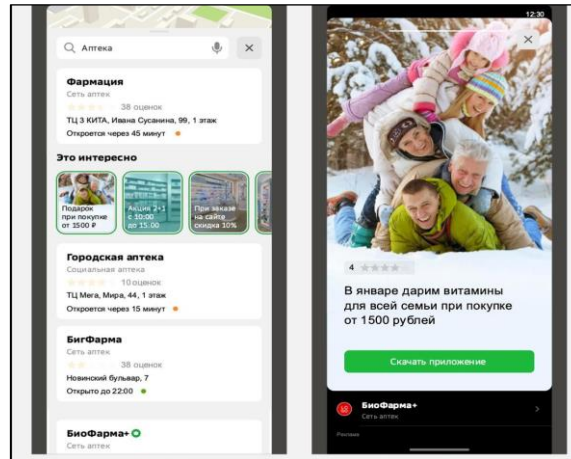 Аптека
Фармация
Сеть аптек
38 оценок
ТЦ 3 КИТА, Ивана Сусанина, 99, 1 этаж
Откроется через 45 минут
Это интересно
Подарок
при покупке
от 1500 ₽
Акция 2+1
с 10:00
до 15:00
При заказе
на сайте
скидка 10%
Городская аптека
Социальная аптека
10 оценок
ТЦ Мега, Мира, 44, 1 этаж
Откроется через 15 минут
БигФарма
Сеть аптек
38 оценок
Новинский бульвар, 7
Открыто до 22:00
БиоФарма+
Сеть аптек
12:30
4
В январе дарим витамины
для всей семьи при покупке
от 1500 рублей
Скачать приложение
БиоФарма+
Сеть аптек
Реклама